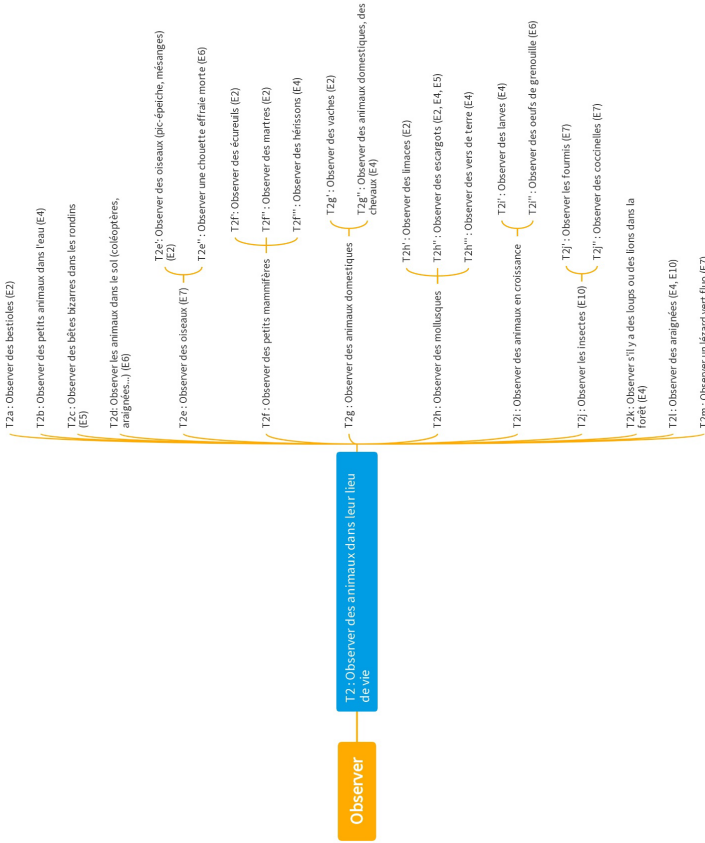 Observer
T2 : Observer des animaux dans leur lieu
de vie
T2a : Observer des bestioles (E2)
T2b : Observer des petits animaux dans l'eau (E4)
T2c : Observer des bêtes bizarres dans les rondins
(E5)
T2d: Observer les animaux dans le sol (coléoptères,
araignées...) (E6)
T2e : Observer des oiseaux (E7)
T2e': Observer des oiseaux (pic-épeiche, mésanges)
(E2)
T2e'' : Observer une chouette effraie morte (E6)
T2f : Observer des petits mammifères
T2f': Observer des écureuils (E2)
T2f'' : Observer des martres (E2)
T2f''' : Observer des hérissons (E4)
T2g : Observer des animaux domestiques
T2g' : Observer des vaches (E2)
T2g'' : Observer des animaux domestiques, des
chevaux (E4)
T2h : Observer des mollusques
T2h' : Observer des limaces (E2)
T2h'' : Observer des escargots (E2, E4, E5)
T2h''' : Observer des vers de terre (E4)
T2i : Observer des animaux en croissance
T2i' : Observer des larves (E4)
T2i'' : Observer des oeufs de grenouille (E6)
T2j : Observer les insectes (E10)
T2j' : Observer les fourmis (E7)
T2j'' : Observer des coccinelles (E7)
T2k : Observer s'il y a des loups ou des lions dans la
forêt (E4)
T2l : Observer des araignées (E4, E10)
T2m : Observer un lézard vert fluo (E7)